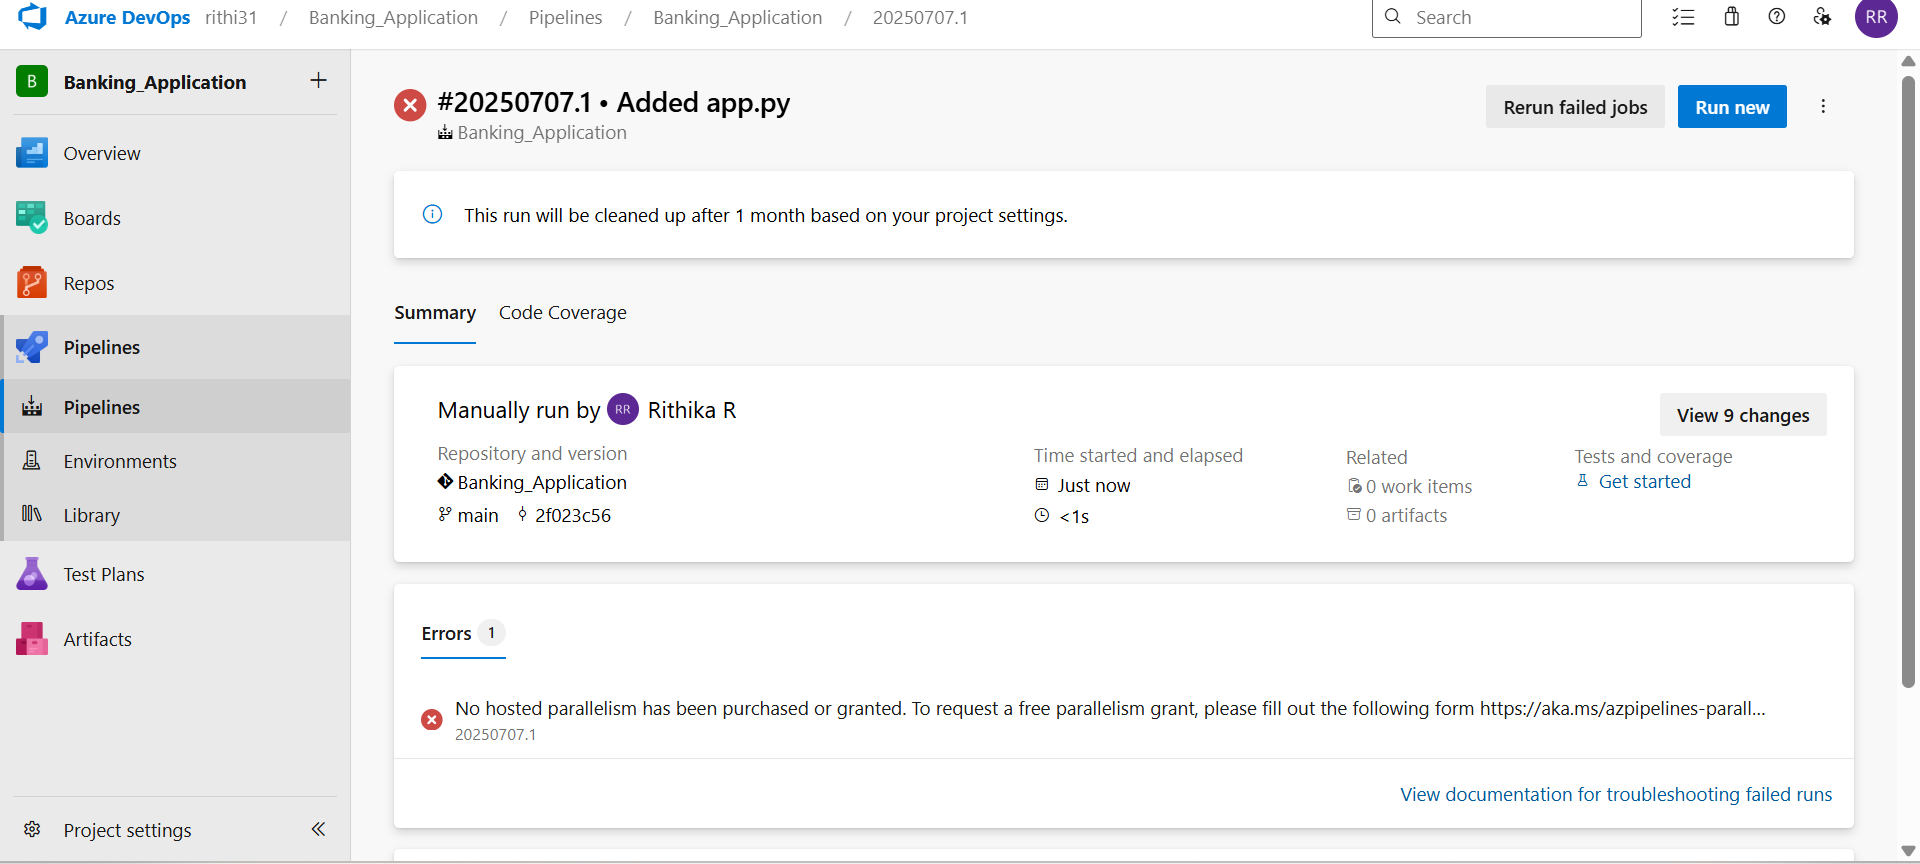 Azure DevOps rithi31 / Banking_Application / Pipelines / Banking_Application / 20250707.1
Search
RR
B Banking_Application
Overview
Boards
Repos
Pipelines
Pipelines
Environments
Library
Test Plans
Artifacts
Project settings
#20250707.1 • Added app.py
Banking_Application
Rerun failed jobs
Run new
This run will be cleaned up after 1 month based on your project settings.
Summary Code Coverage
Manually run by RR Rithika R
View 9 changes
Repository and version
Banking_Application
main 2f023c56
Time started and elapsed
Just now
<1s
Related
0 work items
0 artifacts
Tests and coverage
Get started
Errors 1
No hosted parallelism has been purchased or granted. To request a free parallelism grant, please fill out the following form https://aka.ms/azpipelines-parall...
20250707.1
View documentation for troubleshooting failed runs